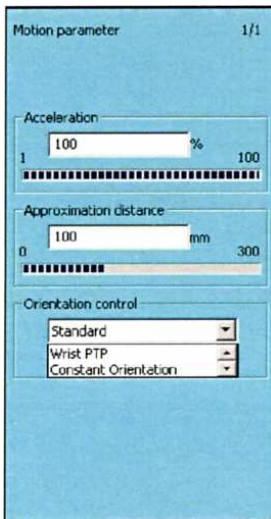 Motion parameter 1/1
Acceleration
100 %
1 100
Approximation distance
100 mm
0 300
Orientation control
Standard
Wrist PTP
Constant Orientation